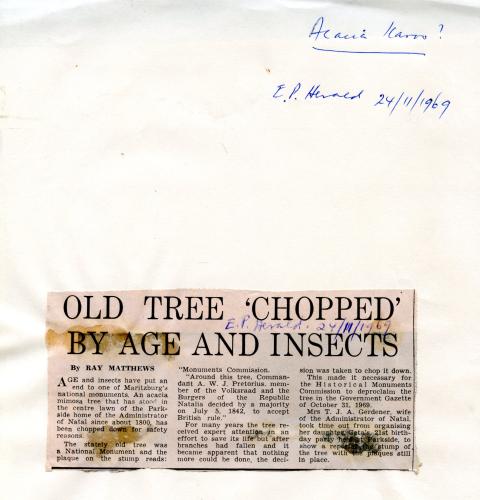 Acacia Karoo?
E.P. Herald 24/11/1969
OLD TREE 'CHOPPED'
E.P. Herald. 24/11/1969
BY AGE AND INSECTS
By RAY MATTHEWS
AGE and insects have put an
end to one of Maritzburg's
national monuments. An acacia
mimosa tree that has stood in
the centre lawn of the Park-
side home of the Administrator
of Natal since about 1800, has
been chopped down for safety
reasons.
The stately old tree was
a National Monument and the
plaque on the stump reads:
"Monuments Commission.
"Around this tree, Comman-
dant A. W. J. Pretorius, mem-
ber of the Volksraad and the
Burgers of the Republic
Natalia decided by a majority
on July 5, 1842, to accept
British rule."
For many years the tree re-
ceived expert attention in an
effort to save its life but after
branches had fallen and it
became apparent that nothing
more could be done, the deci-
sion was taken to chop it down.
This made it necessary for
the Historical Monuments
Commission to deproclaim the
tree in the Government Gazette
of October 31, 1969.
Mrs T. J. A. Gerdener, wife
of the Administrator of Natal,
took time out from organising
her daughter 21st birth-
day Parkside, to
show a stump of
the tree with plaques still
in place.